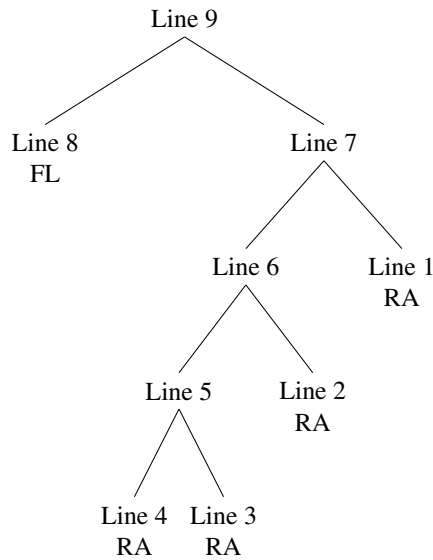 Line 9
Line 8
FL
Line 7
Line 6
Line 1
RA
Line 5
Line 2
RA
Line 4
RA
Line 3
RA